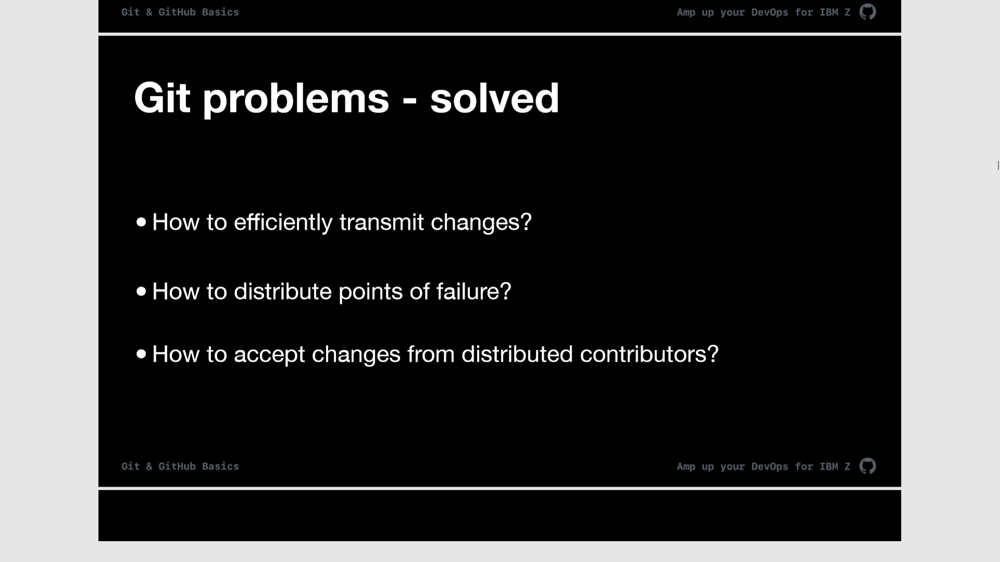 Git & GitHub Basics
Amp up your DevOps for IBM Z
Git problems - solved
• How to efficiently transmit changes?
• How to distribute points of failure?
• How to accept changes from distributed contributors?
Git & GitHub Basics
Amp up your DevOps for IBM Z